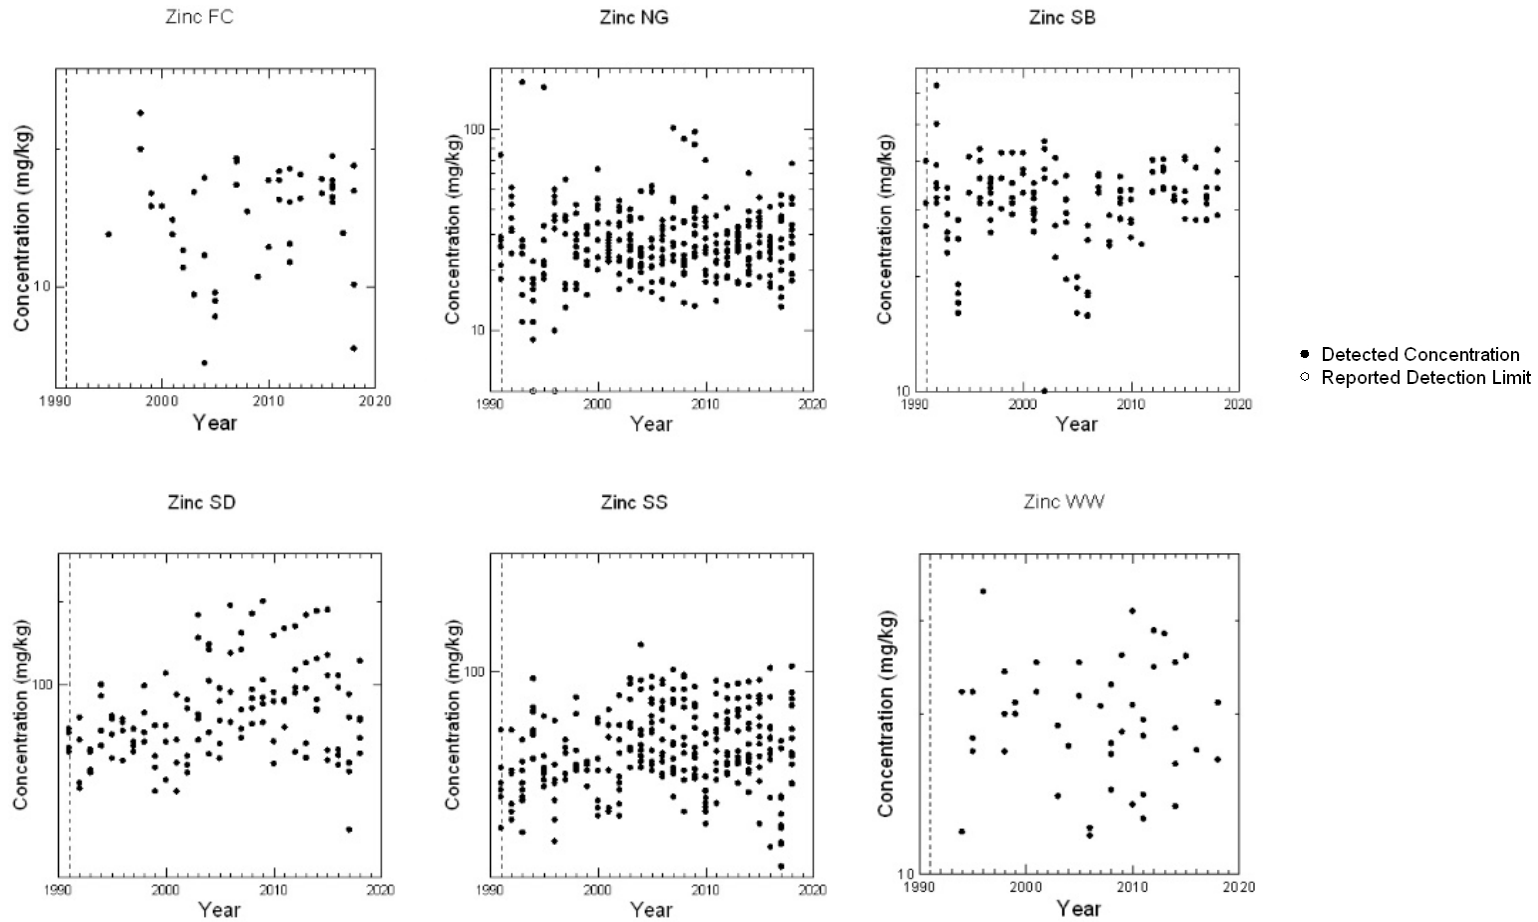 Zinc FC
Zinc NG
Zinc SB
Concentration (mg/kg)
10
1990
2000
2010
2020
Year
Concentration (mg/kg)
100
10
1990
2000
2010
2020
Year
Concentration (mg/kg)
10
1990
2000
2010
2020
Year
Detected Concentration
Reported Detection Limit
Zinc SD
Zinc SS
Zinc WW
Concentration (mg/kg)
100
1990
2000
2010
2020
Year
Concentration (mg/kg)
100
1990
2000
2010
2020
Year
Concentration (mg/kg)
10
1990
2000
2010
2020
Year